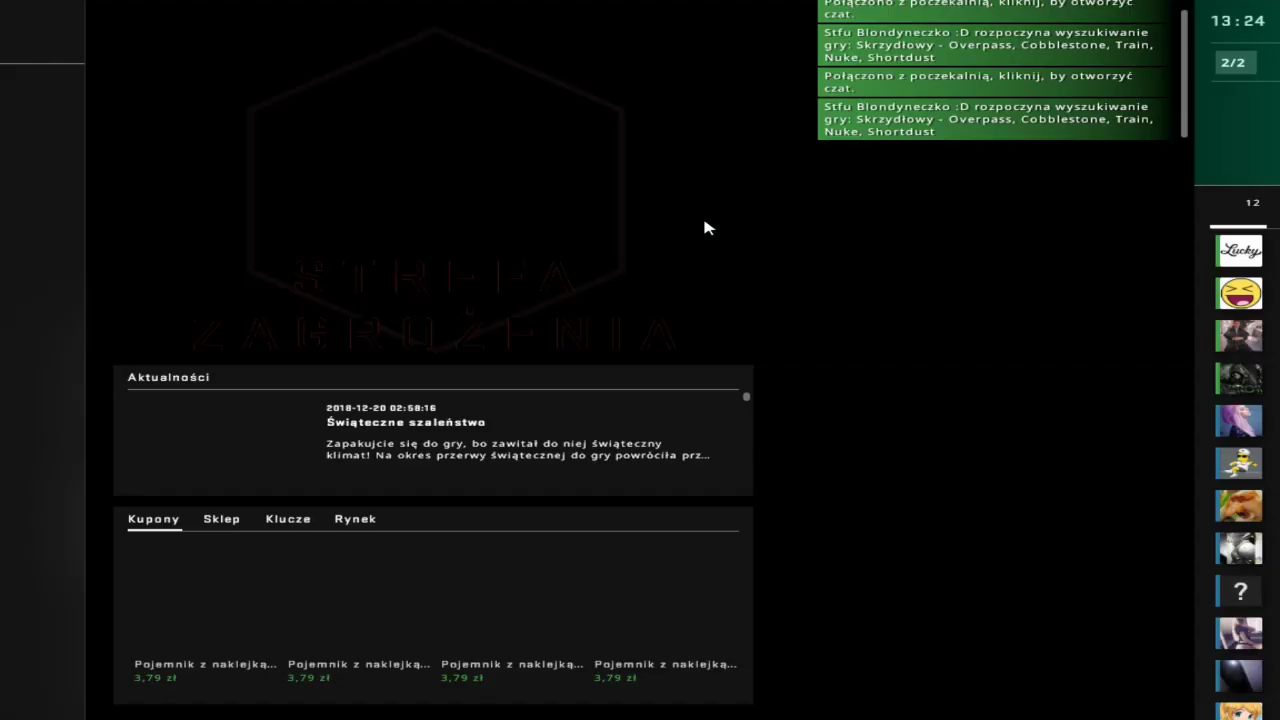 Połączono z poczekalnią, kliknij, by otworzyć
czat.
Stfu Blondyneczko :D rozpoczyna wyszukiwanie
gry: Skrzydłowy - Overpass, Cobblestone, Train,
Nuke, Shortdust
Połączono z poczekalnią, kliknij, by otworzyć
czat.
Stfu Blondyneczko :D rozpoczyna wyszukiwanie
gry: Skrzydłowy - Overpass, Cobblestone, Train,
Nuke, Shortdust
13:24
2/2
12
Lucky
?
STREFA
ZAGROŻENIA
Aktualności
2018-12-20 02:58:16
Świąteczne szaleństwo
Zapakujcie się do gry, bo zawitał do niej świąteczny
klimat! Na okres przerwy świątecznej do gry powróciła prz...
Kupony Sklep Klucze Rynek
Pojemnik z naklejką... Pojemnik z naklejką... Pojemnik z naklejką... Pojemnik z naklejką...
3,79 zł 3,79 zł 3,79 zł 3,79 zł